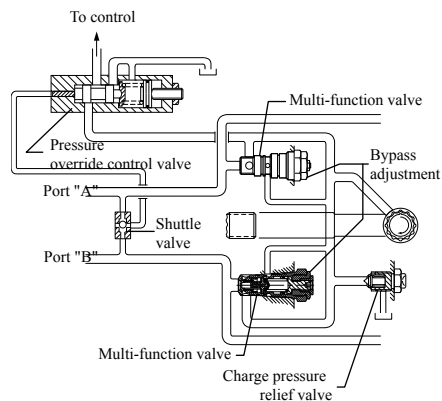 To control
Multi-function valve
Pressure
override control valve
Bypass
adjustment
Port "A"
Shuttle
valve
Port "B"
Multi-function valve
Charge pressure
relief valve